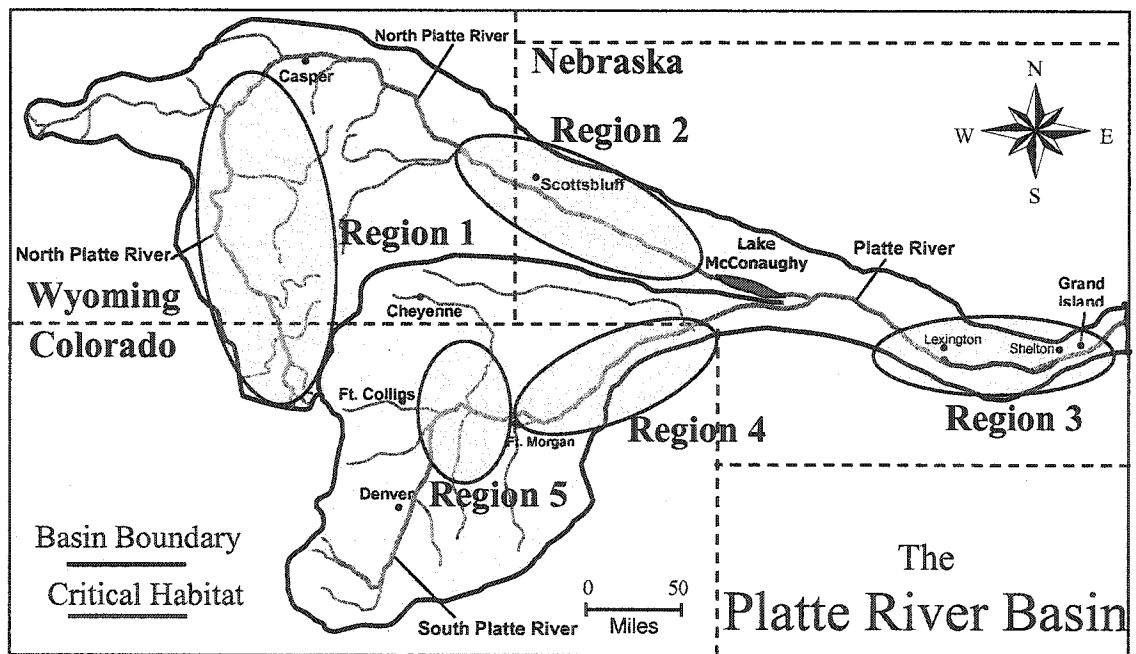 North Platte River
Nebraska
Casper
N
W
E
S
Region 2
Scottsbluff
North Platte River
Region 1
Lake
McConaughy
Platte River
Wyoming
Cheyenne
Grand
Island
Colorado
Lexington
Shelton
Ft. Colligs
Ft. Morgan
Region 4
Region 3
Region 5
Denver
Basin Boundary
Critical Habitat
0
50
Miles
South Platte River
The
Platte River Basin